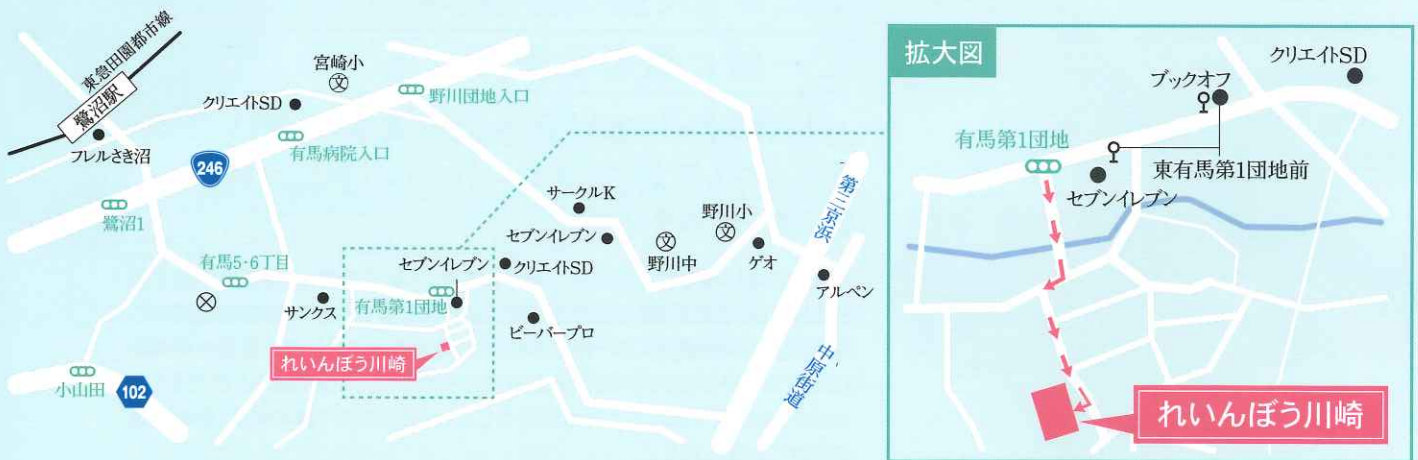 東急田園都市線
鷺沼駅
フレルさぎ沼
クリエイトSD
宮崎小
文
野川団地入口
有馬病院入口
246
鷺沼1
有馬5·6丁目
サンクス
セブンイレブン
有馬第1団地
れいんぼう川崎
小山田
102
クリエイトSD
ビーバープロ
サークルK
セブンイレブン
文
野川中
野川小
文
ゲオ
第三京浜
アルペン
中原街道
拡大図
クリエイトSD
ブックオフ
有馬第1団地
東有馬第1団地前
セブンイレブン
れいんぼう川崎